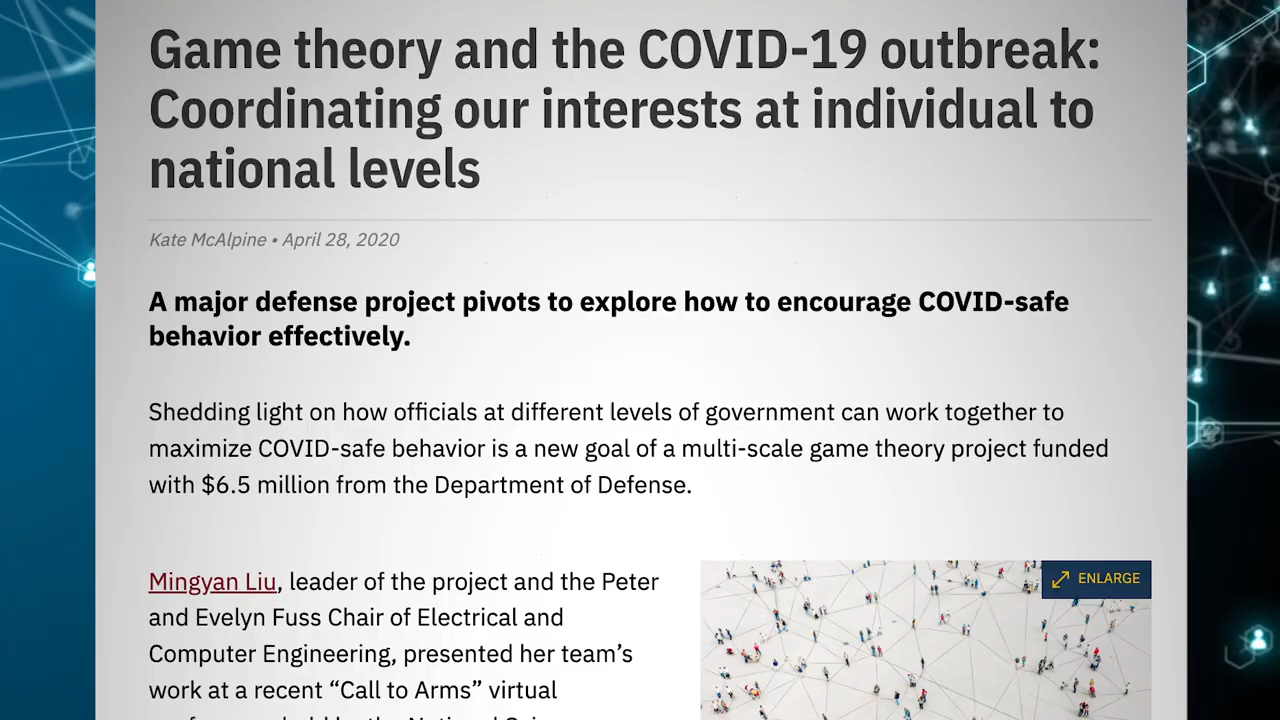 Game theory and the COVID-19 outbreak:
Coordinating our interests at individual to
national levels
Kate McAlpine • April 28, 2020
A major defense project pivots to explore how to encourage COVID-safe
behavior effectively.
Shedding light on how officials at different levels of government can work together to
maximize COVID-safe behavior is a new goal of a multi-scale game theory project funded
with $6.5 million from the Department of Defense.
Mingyan Liu, leader of the project and the Peter
and Evelyn Fuss Chair of Electrical and
Computer Engineering, presented her team’s
work at a recent “Call to Arms” virtual
ENLARGE